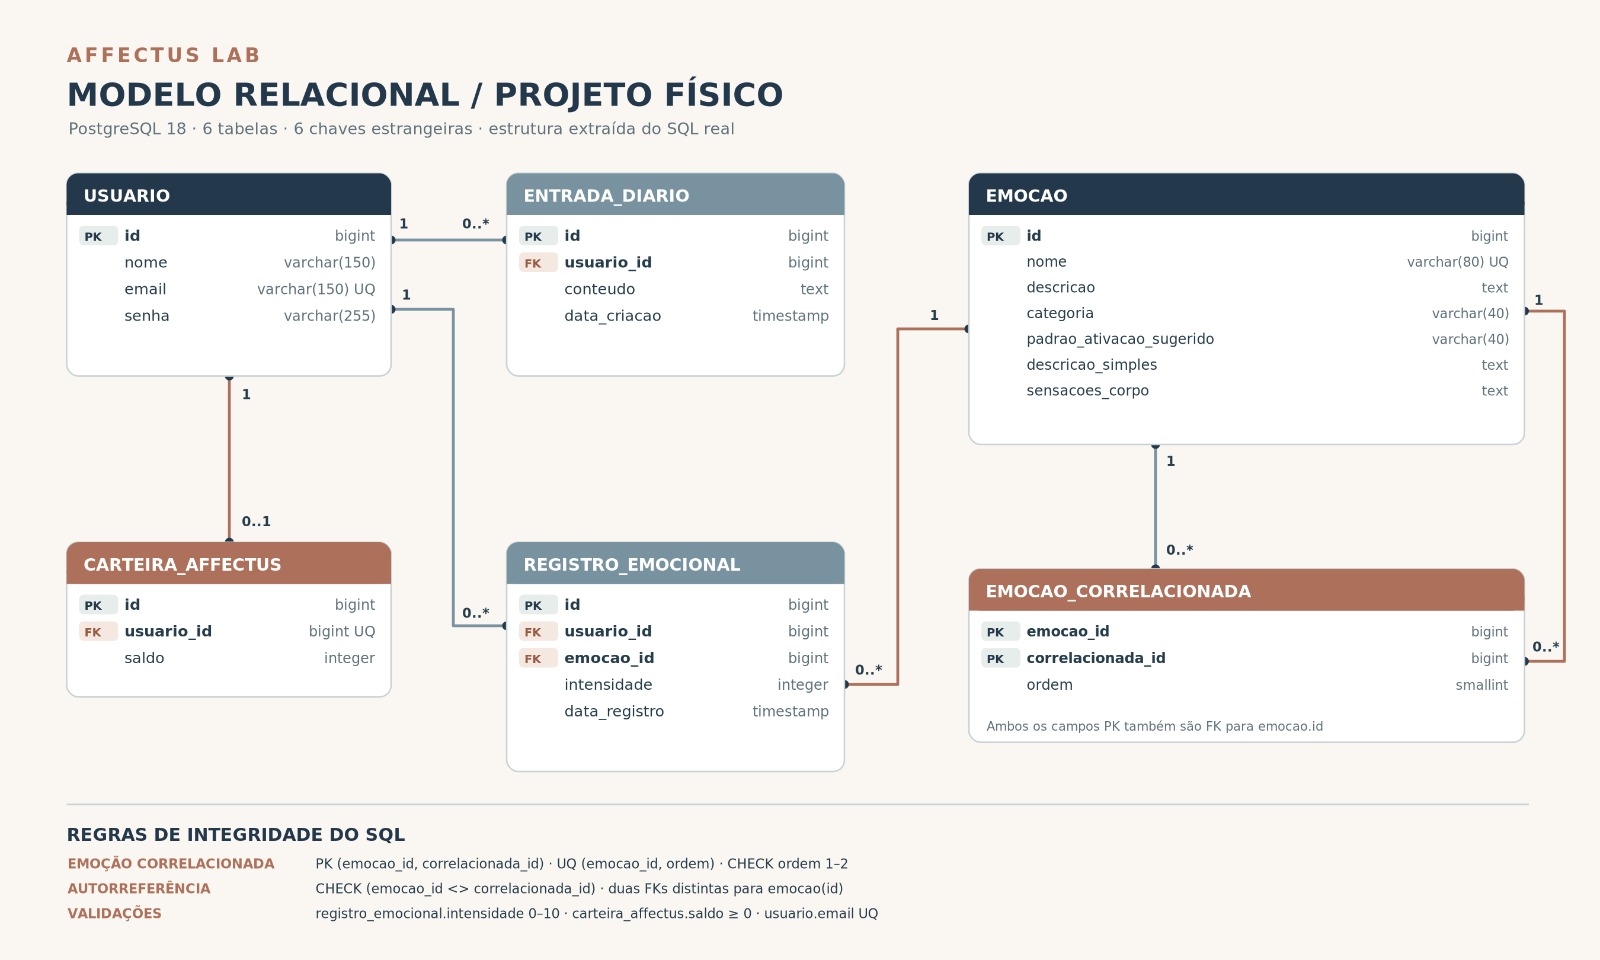 AFFECTUS LAB
MODELO RELACIONAL / PROJETO FÍSICO
PostgreSQL 18 · 6 tabelas · 6 chaves estrangeiras · estrutura extraída do SQL real
USUARIO
PK id bigint
nome varchar(150)
email varchar(150) UQ
senha varchar(255)
1 0..*
1
1
0..1
ENTRADA_DIARIO
PK id bigint
FK usuario_id bigint
conteudo text
data_criacao timestamp
EMOCAO
PK id bigint
nome varchar(80) UQ
descricao text
categoria varchar(40)
padrao_ativacao_sugerido varchar(40)
descricao_simples text
sensacoes_corpo text
1
1
1
0..*
CARTEIRA_AFFECTUS
PK id bigint
FK usuario_id bigint UQ
saldo integer
0..*
REGISTRO_EMOCIONAL
PK id bigint
FK usuario_id bigint
FK emocao_id bigint
intensidade integer
data_registro timestamp
0..*
EMOCAO_CORRELACIONADA
PK emocao_id bigint
PK correlacionada_id bigint
ordem smallint
Ambos os campos PK também são FK para emocao.id
0..*
REGRAS DE INTEGRIDADE DO SQL
EMOÇÃO CORRELACIONADA PK (emocao_id, correlacionada_id) · UQ (emocao_id, ordem) · CHECK ordem 1–2
AUTORREFERÊNCIA CHECK (emocao_id <> correlacionada_id) · duas FKs distintas para emocao(id)
VALIDAÇÕES registro_emocional.intensidade 0–10 · carteira_affectus.saldo ≥ 0 · usuario.email UQ